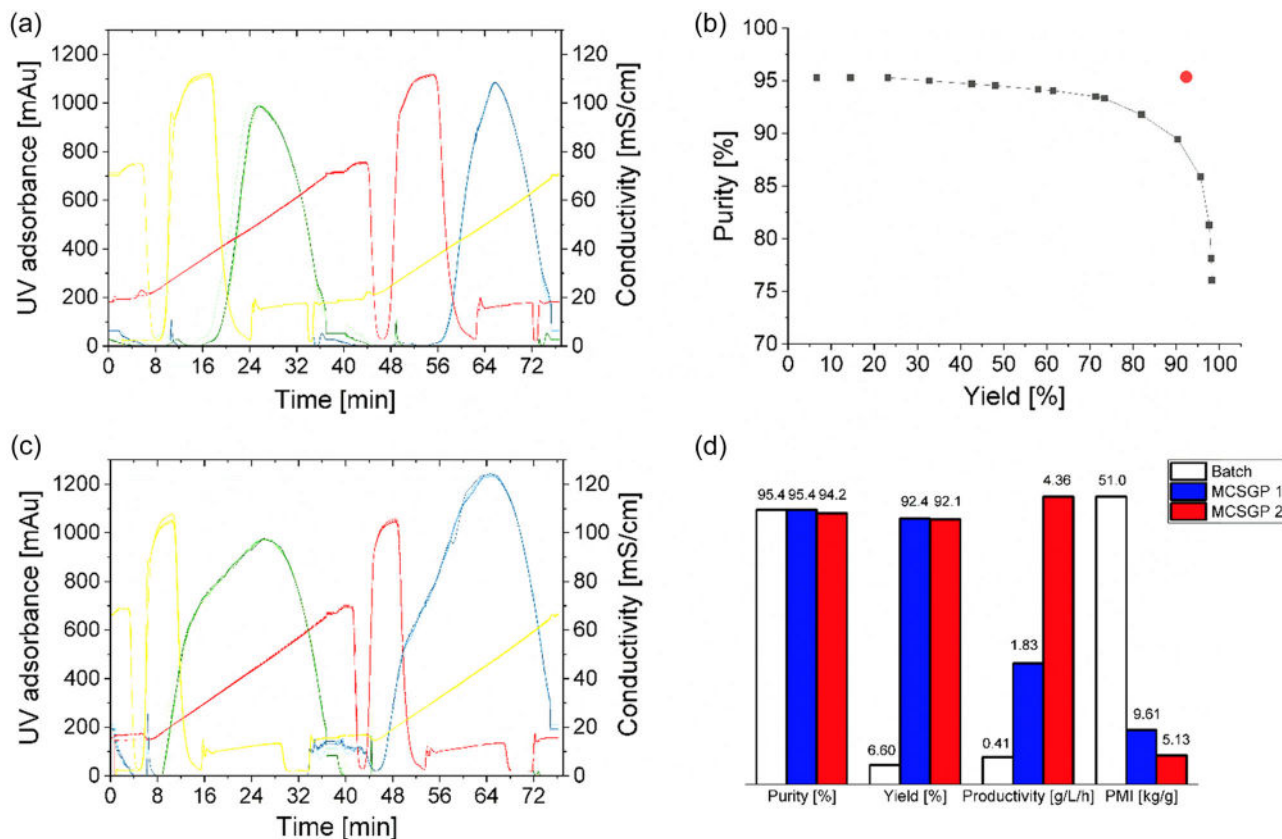 (a)
1200
1000
800
600
400
200
0
UV adsorbance [mAu]
120
100
80
60
40
20
0
Conductivity [mS/cm]
0 8 16 24 32 40 48 56 64 72
Time [min]
(b)
100
95
90
85
80
75
70
Purity [%]
0 10 20 30 40 50 60 70 80 90 100
Yield [%]
(c)
1200
1000
800
600
400
200
0
UV adsorbance [mAu]
120
100
80
60
40
20
0
Conductivity [mS/cm]
0 8 16 24 32 40 48 56 64 72
Time [min]
(d)
Batch
MCSGP 1
MCSGP 2
95.4 95.4 94.2
6.60 92.4 92.1
0.41 1.83 4.36
51.0 9.61 5.13
Purity [%] Yield [%] Productivity [g/L/h] PMI [kg/g]